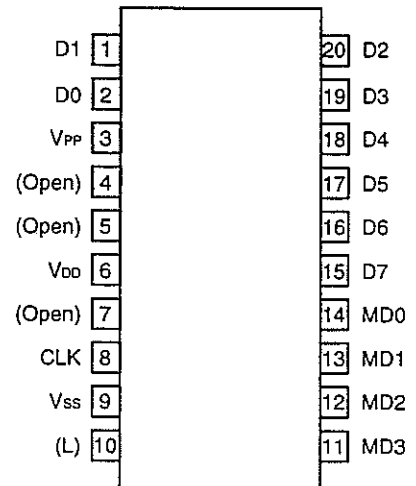 D1 1 20 D2
D0 2 19 D3
VPP 3 18 D4
(Open) 4 17 D5
(Open) 5 16 D6
VDD 6 15 D7
(Open) 7 14 MD0
CLK 8 13 MD1
Vss 9 12 MD2
(L) 10 11 MD3